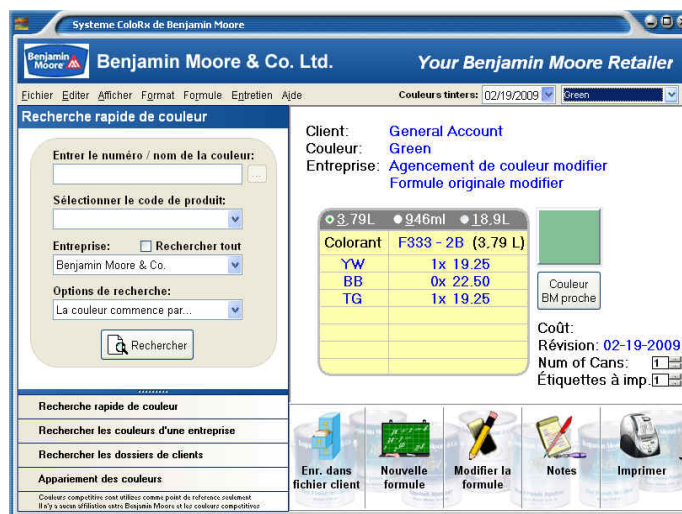 Systeme ColoRx de Benjamin Moore
Benjamin Moore
Benjamin Moore & Co. Ltd.
Your Benjamin Moore Retailer
Fichier Editer Afficher Format Formule Entretien Ajde
Couleurs tinters: 02/19/2009 Green
Recherche rapide de couleur
Entrer le numéro / nom de la couleur:
...
Sélectionner le code de produit:
Entreprise: Rechercher tout
Benjamin Moore & Co.
Options de recherche:
La couleur commence par...
Rechercher
Recherche rapide de couleur
Rechercher les couleurs d'une entreprise
Rechercher les dossiers de clients
Appariement des couleurs
Couleurs competitive sont utilizes comme point de reference seulement
Il n'y a aucun affiliation entre Benjamin Moore et les couleurs competitives
Client: General Account
Couleur: Green
Entreprise: Agencement de couleur modifier
Formule originale modifier
3,79L 946ml 18,9L
Colorant F333 - 2B (3,79 L)
YW 1x 19.25
BB 0x 22.50
TG 1x 19.25
Couleur
BM proche
Coût:
Révision: 02-19-2009
Num of Cans: 1
Étiquettes à imp. 1
Enr. dans
fichier client
Nouvelle
formule
Modifier la
formule
Notes
Imprimer